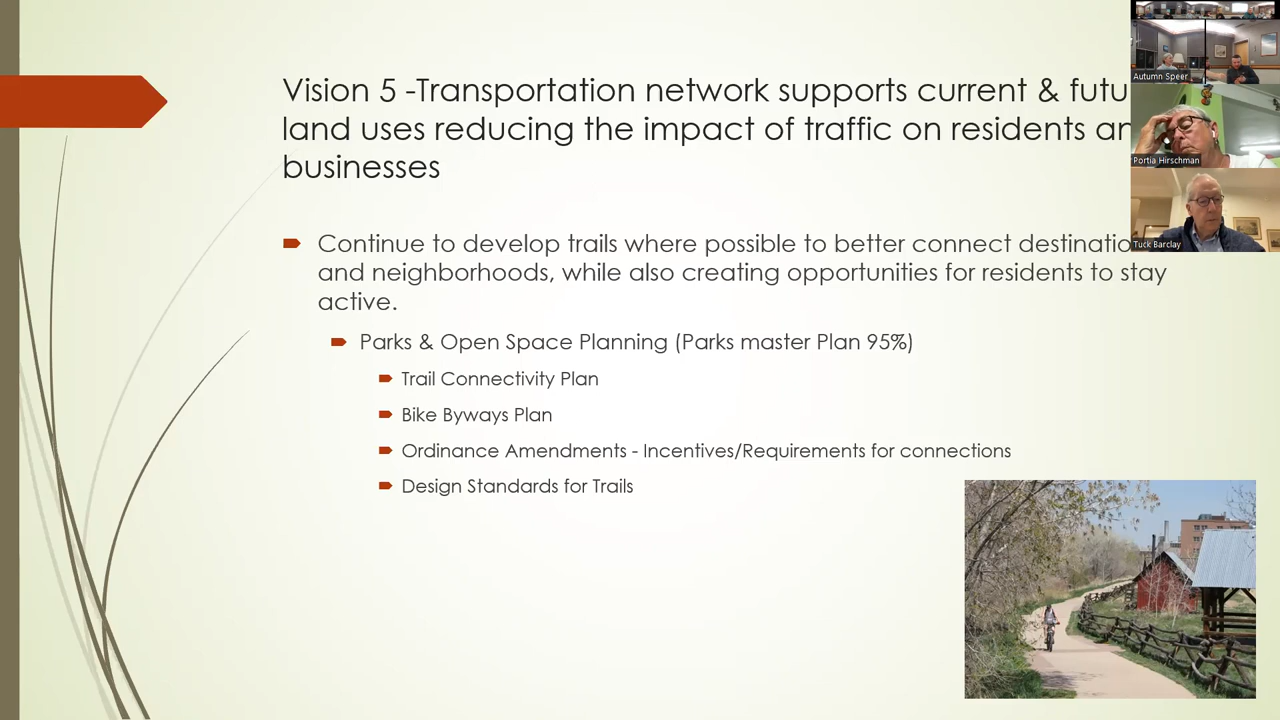 Vision 5 -Transportation network supports current & futu
land uses reducing the impact of traffic on residents an
businesses
Continue to develop trails where possible to better connect destinatio
and neighborhoods, while also creating opportunities for residents to stay
active.
Parks & Open Space Planning (Parks master Plan 95%)
Trail Connectivity Plan
Bike Byways Plan
Ordinance Amendments - Incentives/Requirements for connections
Design Standards for Trails
Autumn Speer
Portia Hirschman
Tuck Barclay